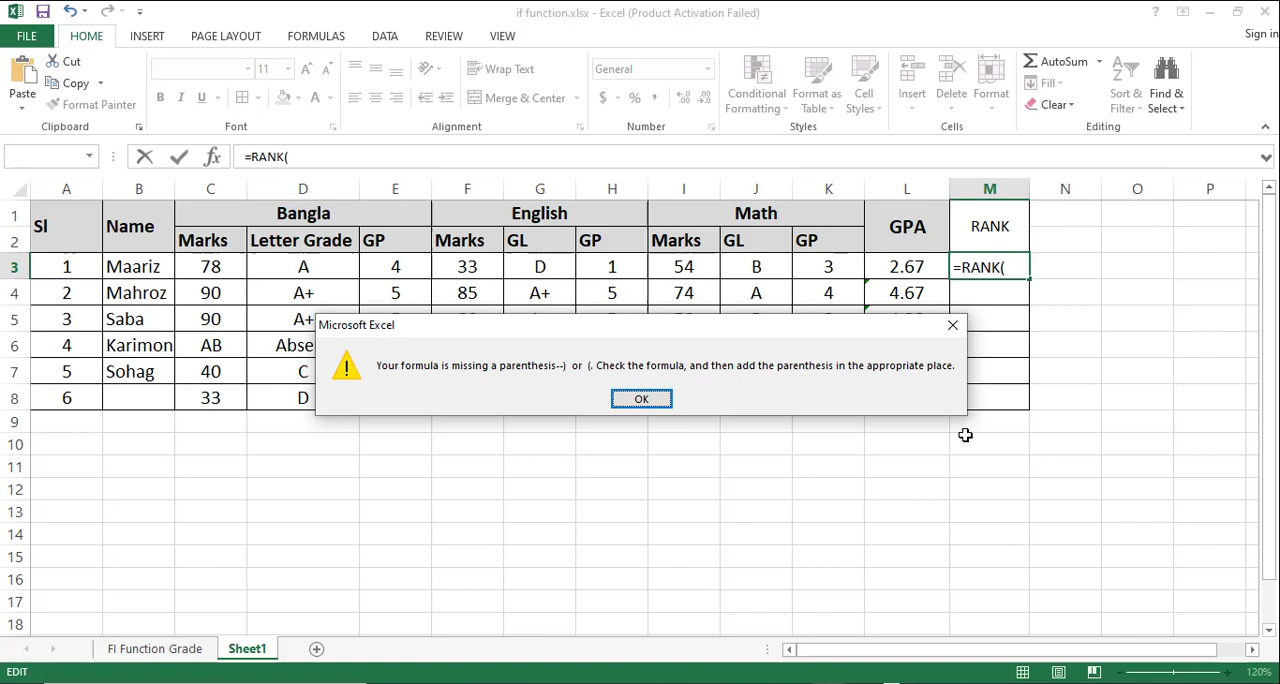 if function.xlsx - Excel (Product Activation Failed)
FILE HOME INSERT PAGE LAYOUT FORMULAS DATA REVIEW VIEW Sign in
Paste Cut Copy Format Painter
Clipboard
11 A A B I U A
Font
Wrap Text Merge & Center
Alignment
General $ % ,
Number
Conditional Formatting Format as Table Cell Styles
Styles
Insert Delete Format
Cells
AutoSum Fill Clear Sort & Filter Find & Select
Editing
fx =RANK(
A B C D E F G H I J K L M N O P
1 Sl Name Bangla English Math GPA RANK
2 Marks Letter Grade GP Marks GL GP Marks GL GP
3 1 Maariz 78 A 4 33 D 1 54 B 3 2.67 =RANK(
4 2 Mahroz 90 A+ 5 85 A+ 5 74 A 4 4.67
5 3 Saba 90 A+
6 4 Karimon AB Abse
7 5 Sohag 40 C
8 6 33 D
Microsoft Excel
Your formula is missing a parenthesis--) or (. Check the formula, and then add the parenthesis in the appropriate place.
OK
9
10
11
12
13
14
15
16
17
18
FI Function Grade Sheet1
EDIT 120%